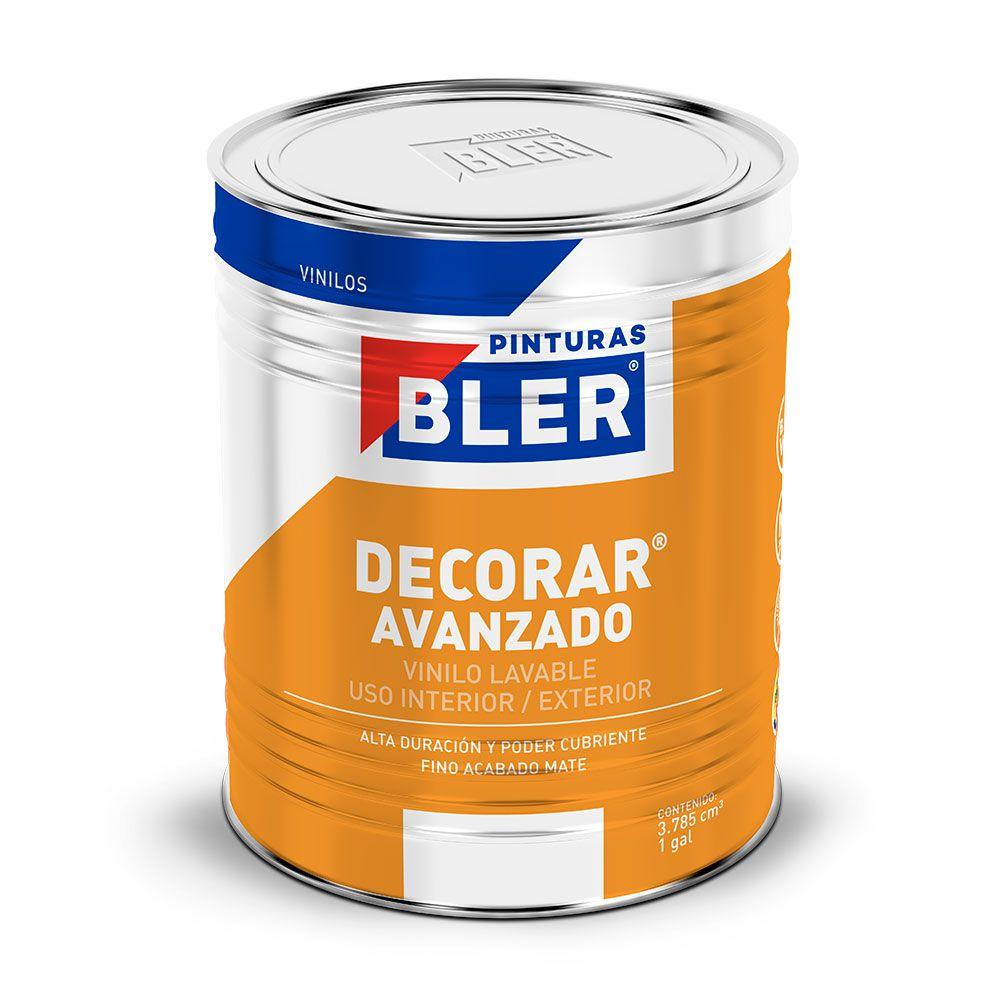 PINTURAS
BLER
VINILOS
PINTURAS
BLER®
DECORAR®
AVANZADO
VINILO LAVABLE
USO INTERIOR / EXTERIOR
ALTA DURACIÓN Y PODER CUBRIENTE
FINO ACABADO MATE
CONTENIDO:
3.785 cm³
1 gal